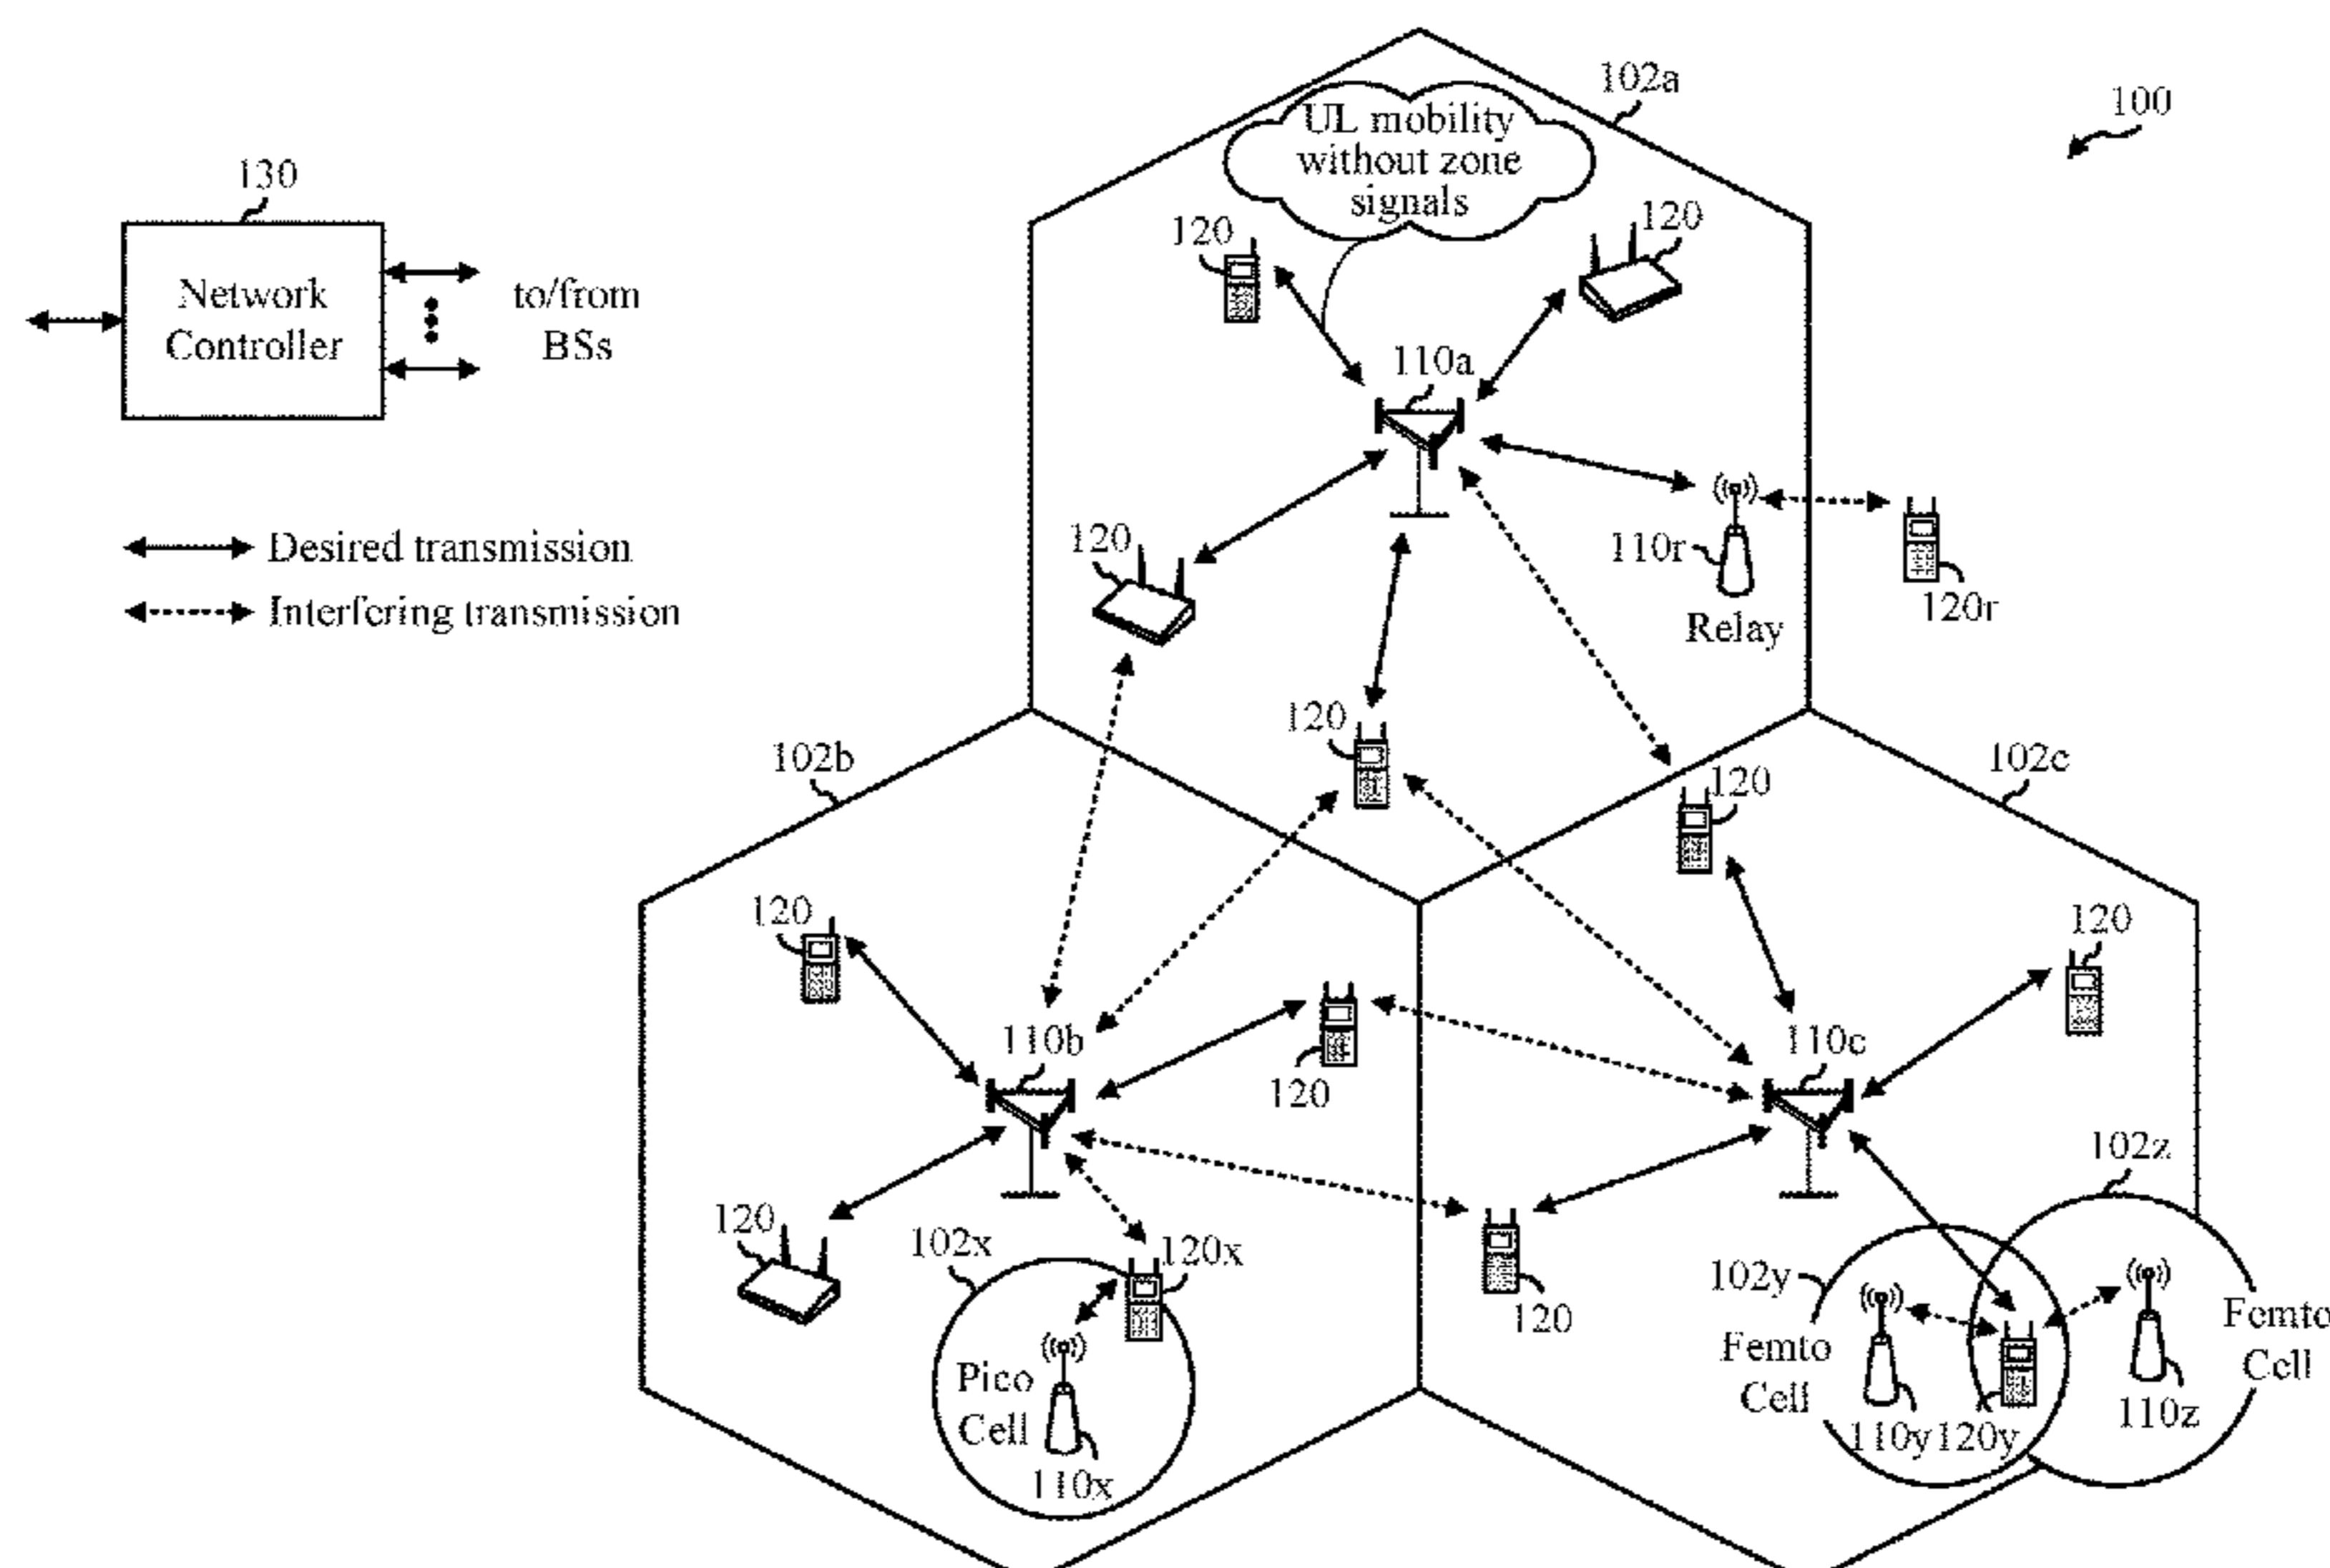 102a
100
UL mobility
without zone
signals
130
120
120
Network
Controller
to/from
BSs
110a
Desired transmission
Interfering transmission
120
110r
120r
Relay
120
102b
102c
120
120
120
110b
110c
120
102z
120
102x
120x
102y
120
Femto
Cell
Femto
Cell
Pico
Cell
110x
110y
120y
110z